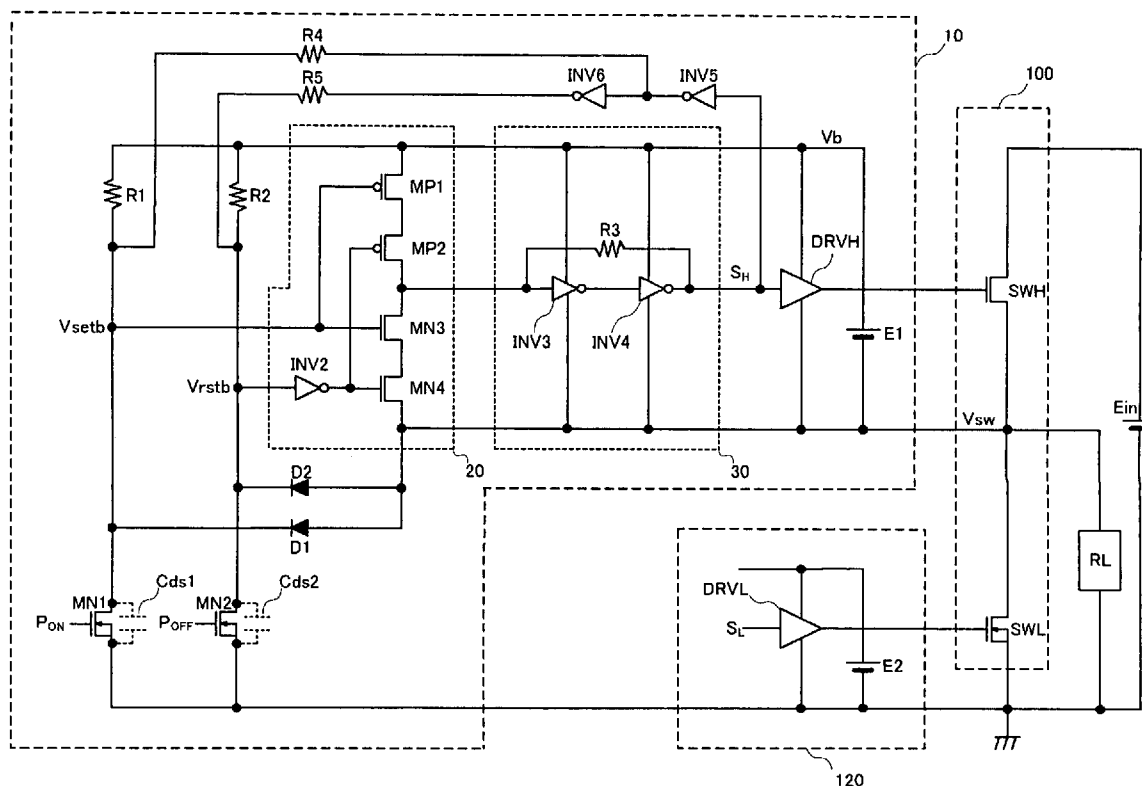 R4
10
R5
INV6
INV5
100
Vb
R1
R2
MP1
MP2
R3
DRVH
SH
SWH
Vsetb
MN3
INV3
INV4
E1
INV2
Vrstb
MN4
Ein
Vsw
20
30
D2
D1
RL
Cds1
Cds2
DRVL
MN1
MN2
PON
POFF
SL
SWL
E2
120